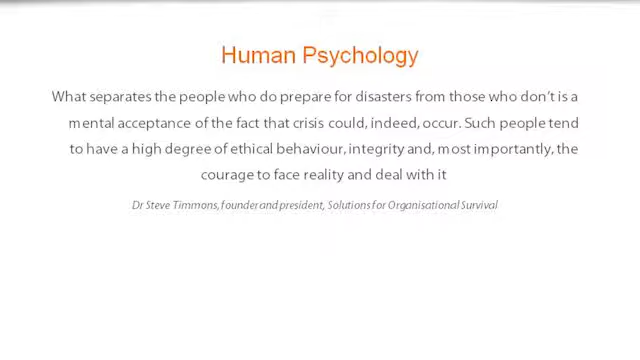 Human Psychology
What separates the people who do prepare for disasters from those who don't is a
mental acceptance of the fact that crisis could, indeed, occur. Such people tend
to have a high degree of ethical behaviour, integrity and, most importantly, the
courage to face reality and deal with it
Dr Steve Timmons, founder and president, Solutions for Organisational Survival